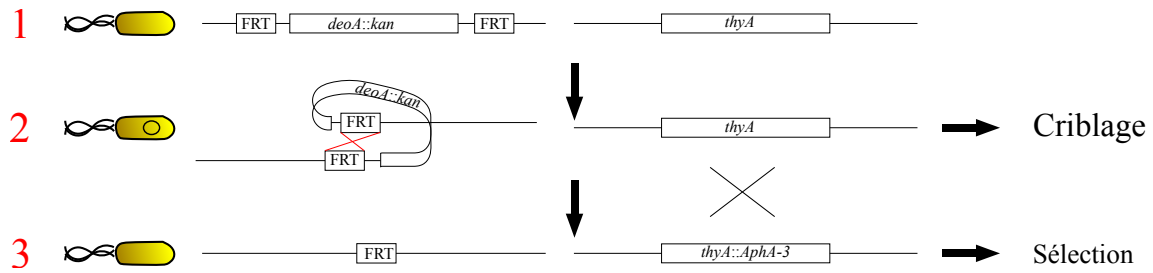 1 FRT deoA::kan FRT thyA
deoA::kan
2 FRT thyA Criblage
FRT
3 FRT thyA::AphA-3 Sélection